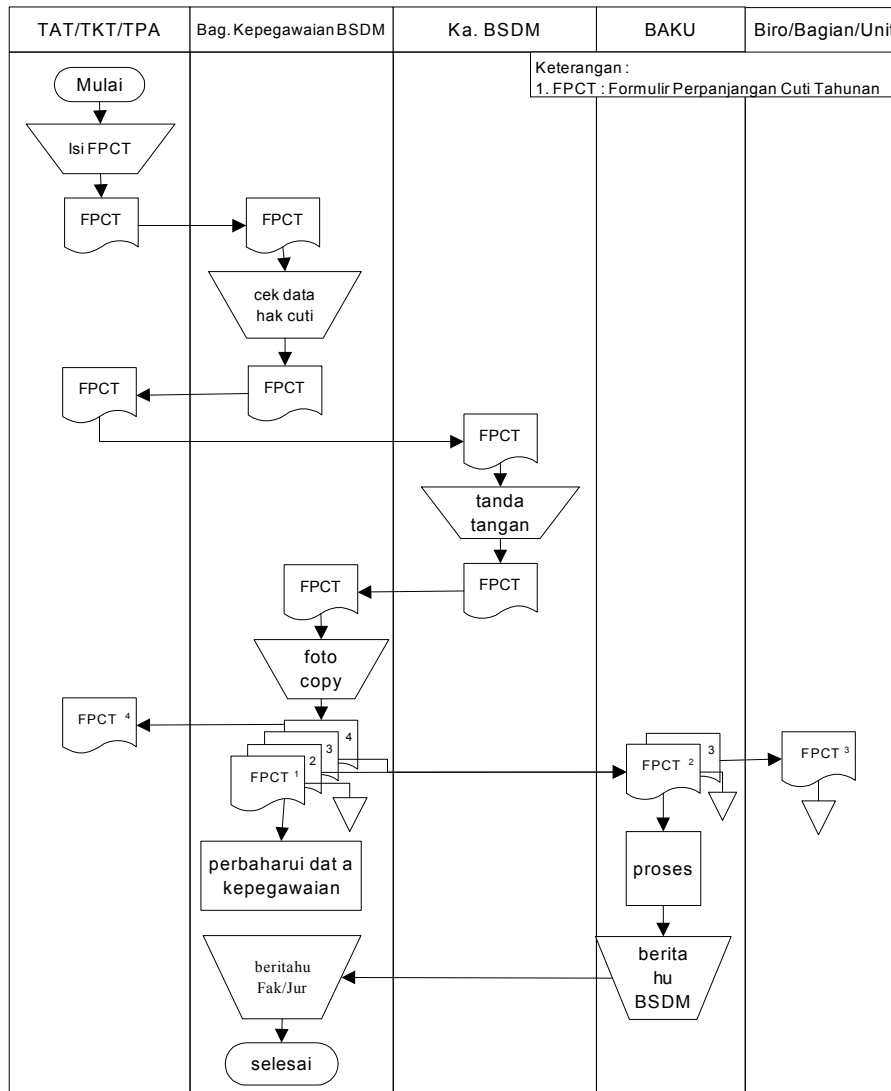 TAT/TKT/TPA
Bag. Kepegawaian BSDM
Ka. BSDM
BAKU
Biro/Bagian/Unit
Keterangan :
1. FPCT : Formulir Perpanjangan Cuti Tahunan
Mulai
Isi FPCT
FPCT
FPCT
cek data
hak cuti
FPCT
FPCT
FPCT
tanda
tangan
FPCT
FPCT
foto
copy
FPCT 4
4
3
2
FPCT 1
3
FPCT 2
FPCT 3
perbaharui dat a
kepegawaian
proses
berita
hu
BSDM
beritahu
Fak/Jur
selesai